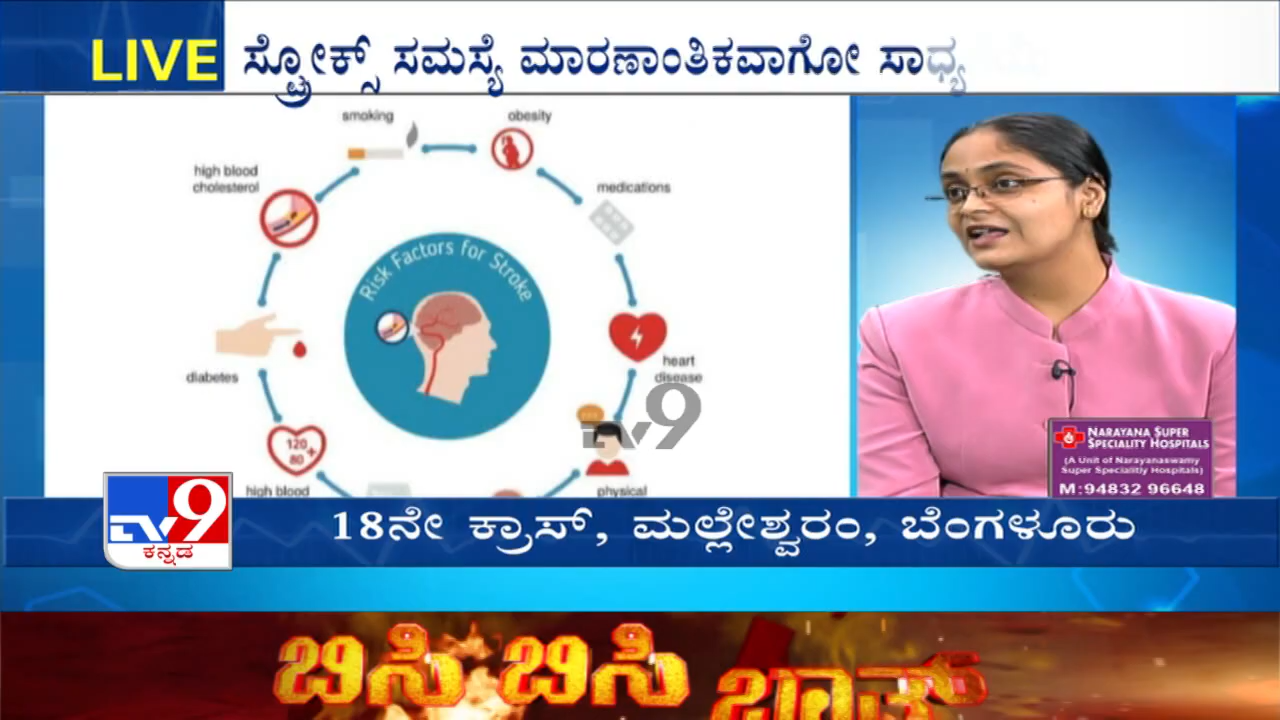 LIVE
ಸ್ಟ್ರೋಕ್ಸ್ ಸಮಸ್ಯೆ ಮಾರಣಾಂತಿಕವಾಗೋ ಸಾಧ್ಯ
smoking
obesity
high blood
cholesterol
medications
Risk Factors for Stroke
diabetes
heart
disease
120
80
high blood
physical
TV9
NARAYANA SUPER
SPECIALITY HOSPITALS
(A Unit of Narayanaswamy
Super Speciality Hospitals)
M:94832 96648
TV9
ಕನ್ನಡ
18ನೇ ಕ್ರಾಸ್, ಮಲ್ಲೇಶ್ವರಂ, ಬೆಂಗಳೂರು
ಬಿಸಿ ಬಿಸಿ ಬಾತ್